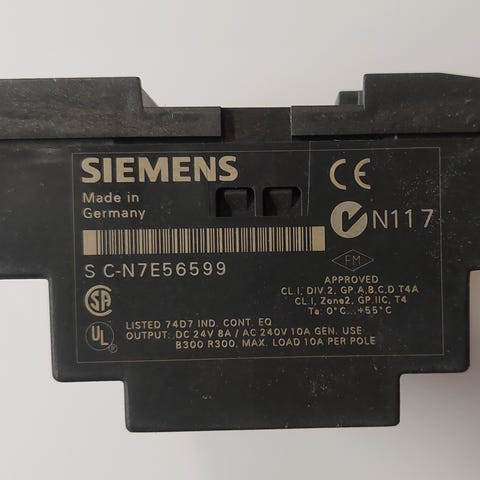 SIEMENS
Made in
Germany
CE
N117
S C-N7E56599
FM
APPROVED
CL.I, DIV.2, GP.A,B,C,D T4A
CL.I, Zone2, GP.IIC, T4
Ta: 0°C...+55°C
SA
UL
LISTED 74D7 IND. CONT. EQ
OUTPUT: DC 24V 8A / AC 240V 10A GEN. USE
B300 R300, MAX. LOAD 10A PER POLE